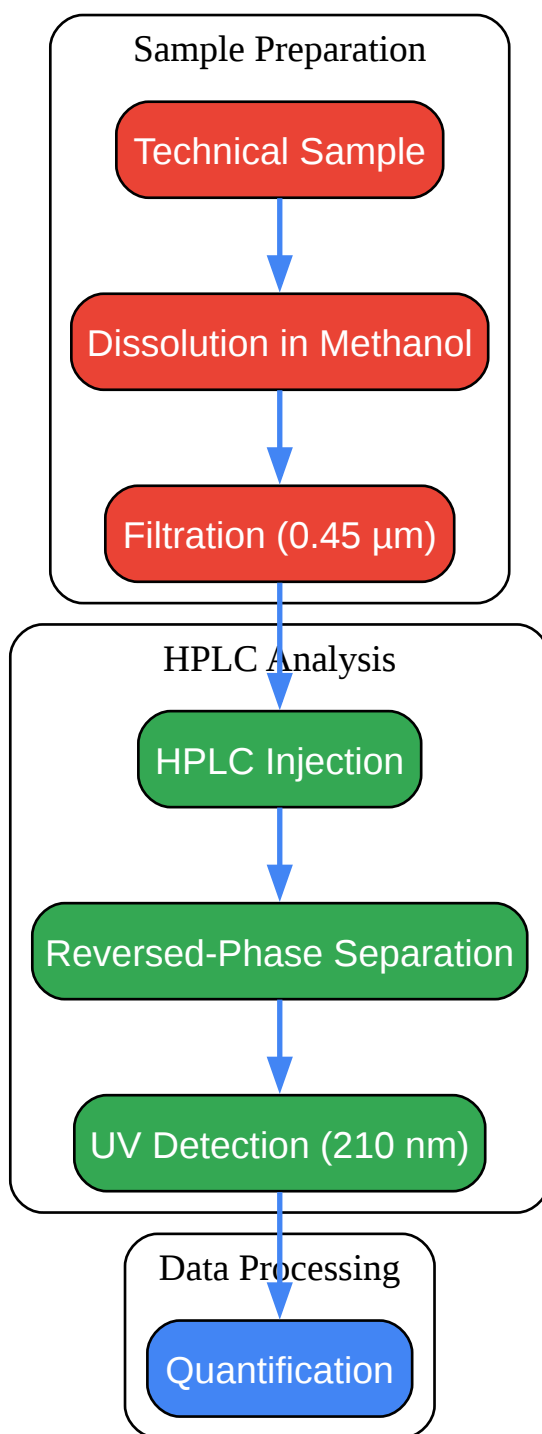 Sample Preparation
Technical Sample
Dissolution in Methanol
Filtration (0.45 µm)
HPLC Analysis
HPLC Injection
Reversed-Phase Separation
UV Detection (210 nm)
Data Processing
Quantification